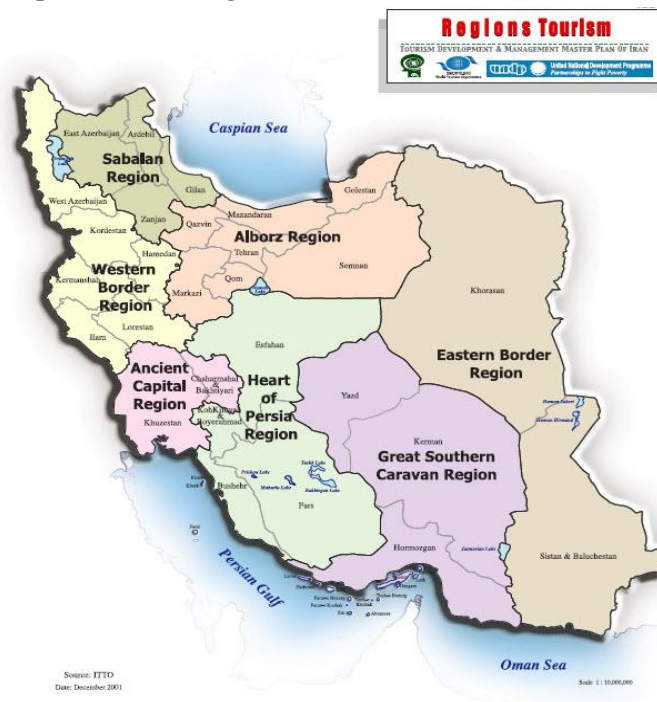 Regions Tourism
TOURISM DEVELOPMENT & MANAGEMENT MASTER PLAN OF IRAN
UNDP
United Nations Development Programme
Partnerships to Fight Poverty
Caspian Sea
East Azerbaijan
Ardebil
Sabalan
Region
Gilan
Zanjan
West Azerbaijan
Golestan
Mazandaran
Qazvin
Alborz Region
Tehran
Semnan
Qom
Markazi
Kordestan
Hamedan
Western
Border
Region
Kermanshah
Lorestan
Ilam
Khorasan
Eastern Border
Region
Esfahan
Ancient
Capital
Region
Chaharmahal
&
Bakhtiyari
Khuzestan
Heart
of
Persia
Region
&
Boyerahmad
Yazd
Kerman
Great Southern
Caravan Region
Bushehr
Fars
Hormozgan
Sistan & Baluchestan
Persian Gulf
Oman Sea
Source: ITTO
Date: December 2001
Scale 1 : 10,000,000